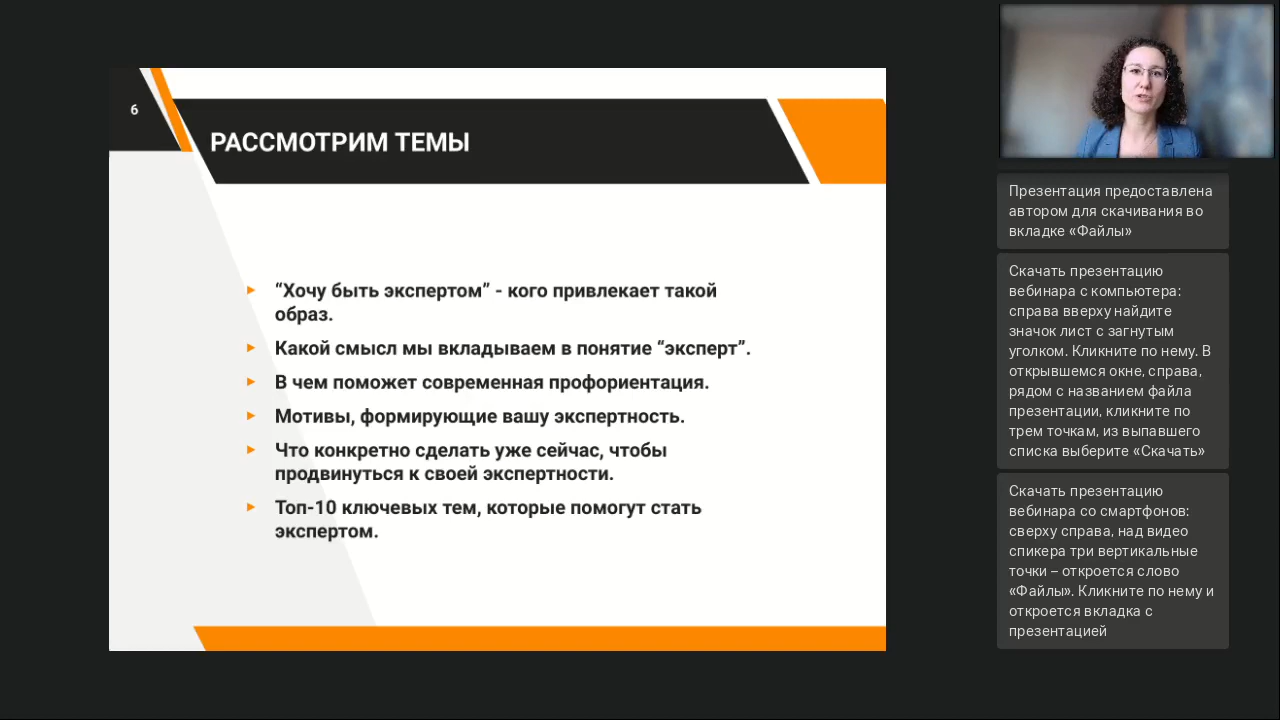 6
РАССМОТРИМ ТЕМЫ
“Хочу быть экспертом” - кого привлекает такой
образ.
Какой смысл мы вкладываем в понятие “эксперт”.
В чем поможет современная профориентация.
Мотивы, формирующие вашу экспертность.
Что конкретно сделать уже сейчас, чтобы
продвинуться к своей экспертности.
Топ-10 ключевых тем, которые помогут стать
экспертом.
Презентация предоставлена
автором для скачивания во
вкладке «Файлы»
Скачать презентацию
вебинара с компьютера:
справа вверху найдите
значок лист с загнутым
уголком. Кликните по нему. В
открывшемся окне, справа,
рядом с названием файла
презентации, кликните по
трем точкам, из выпавшего
списка выберите «Скачать»
Скачать презентацию
вебинара со смартфонов:
сверху справа, над видео
спикера три вертикальные
точки – откроется слово
«Файлы». Кликните по нему и
откроется вкладка с
презентацией